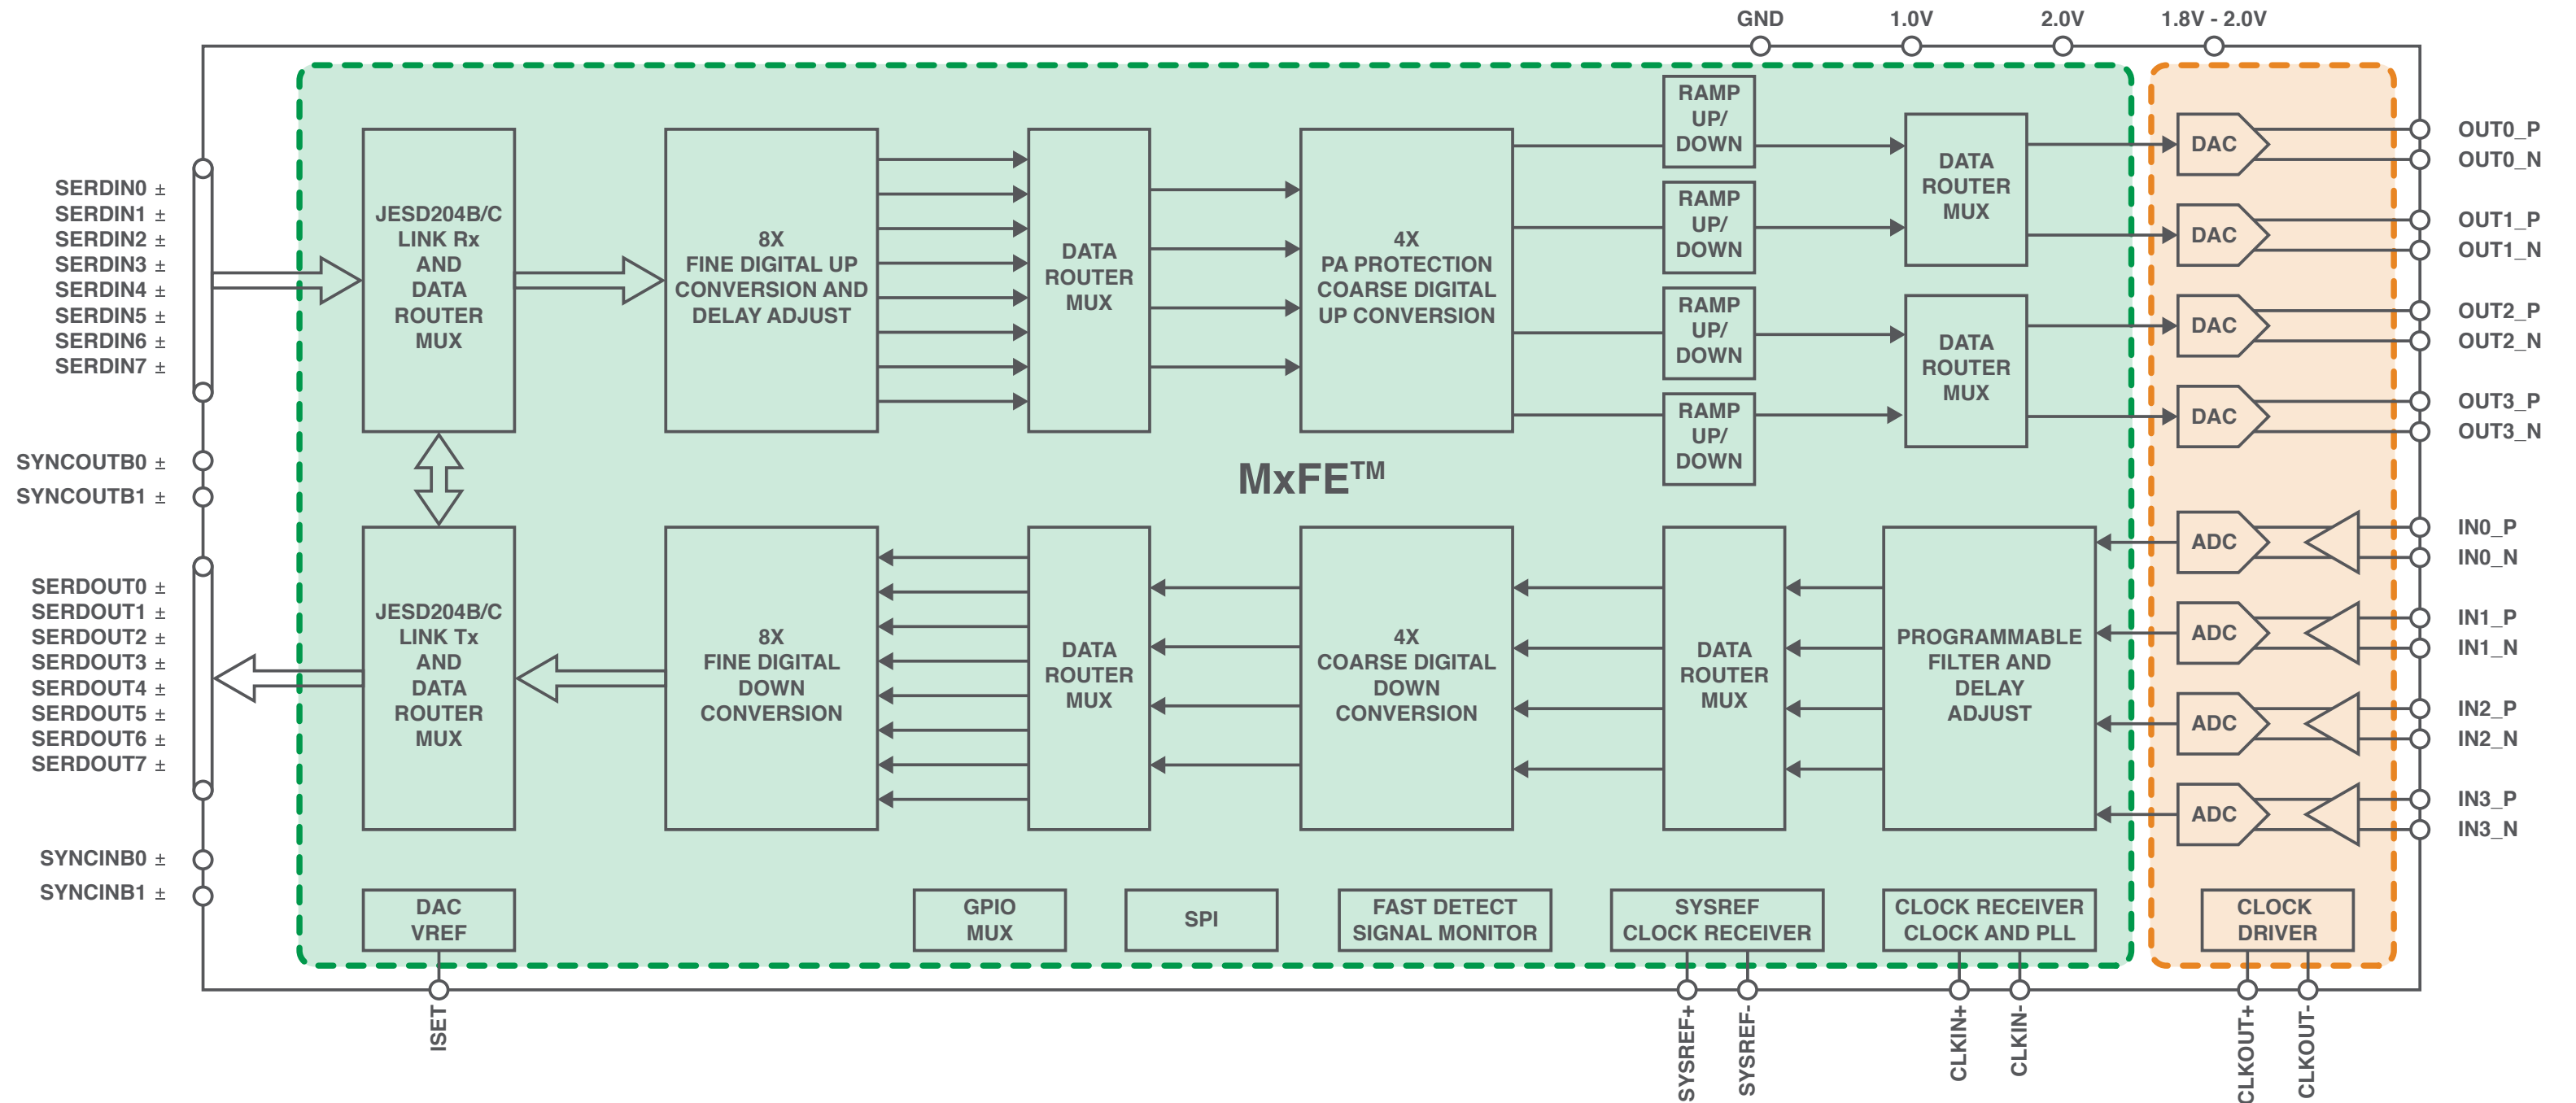 GND
1.0V
2.0V
1.8V - 2.0V
SERDIN0 ±
SERDIN1 ±
SERDIN2 ±
SERDIN3 ±
SERDIN4 ±
SERDIN5 ±
SERDIN6 ±
SERDIN7 ±
SYNCOUTB0 ±
SYNCOUTB1 ±
SERDOUT0 ±
SERDOUT1 ±
SERDOUT2 ±
SERDOUT3 ±
SERDOUT4 ±
SERDOUT5 ±
SERDOUT6 ±
SERDOUT7 ±
SYNCINB0 ±
SYNCINB1 ±
JESD204B/C
LINK Rx
AND
DATA
ROUTER
MUX
8X
FINE DIGITAL UP
CONVERSION AND
DELAY ADJUST
DATA
ROUTER
MUX
4X
PA PROTECTION
COARSE DIGITAL
UP CONVERSION
RAMP
UP/
DOWN
RAMP
UP/
DOWN
RAMP
UP/
DOWN
RAMP
UP/
DOWN
DATA
ROUTER
MUX
DATA
ROUTER
MUX
DAC
DAC
DAC
DAC
OUT0_P
OUT0_N
OUT1_P
OUT1_N
OUT2_P
OUT2_N
OUT3_P
OUT3_N
MxFE™
JESD204B/C
LINK Tx
AND
DATA
ROUTER
MUX
8X
FINE DIGITAL
DOWN
CONVERSION
DATA
ROUTER
MUX
4X
COARSE DIGITAL
DOWN
CONVERSION
DATA
ROUTER
MUX
PROGRAMMABLE
FILTER AND
DELAY
ADJUST
ADC
ADC
ADC
ADC
IN0_P
IN0_N
IN1_P
IN1_N
IN2_P
IN2_N
IN3_P
IN3_N
DAC
VREF
GPIO
MUX
SPI
FAST DETECT
SIGNAL MONITOR
SYSREF
CLOCK RECEIVER
CLOCK RECEIVER
CLOCK AND PLL
CLOCK
DRIVER
ISET
SYSREF+
SYSREF-
CLKIN+
CLKIN-
CLKOUT+
CLKOUT-